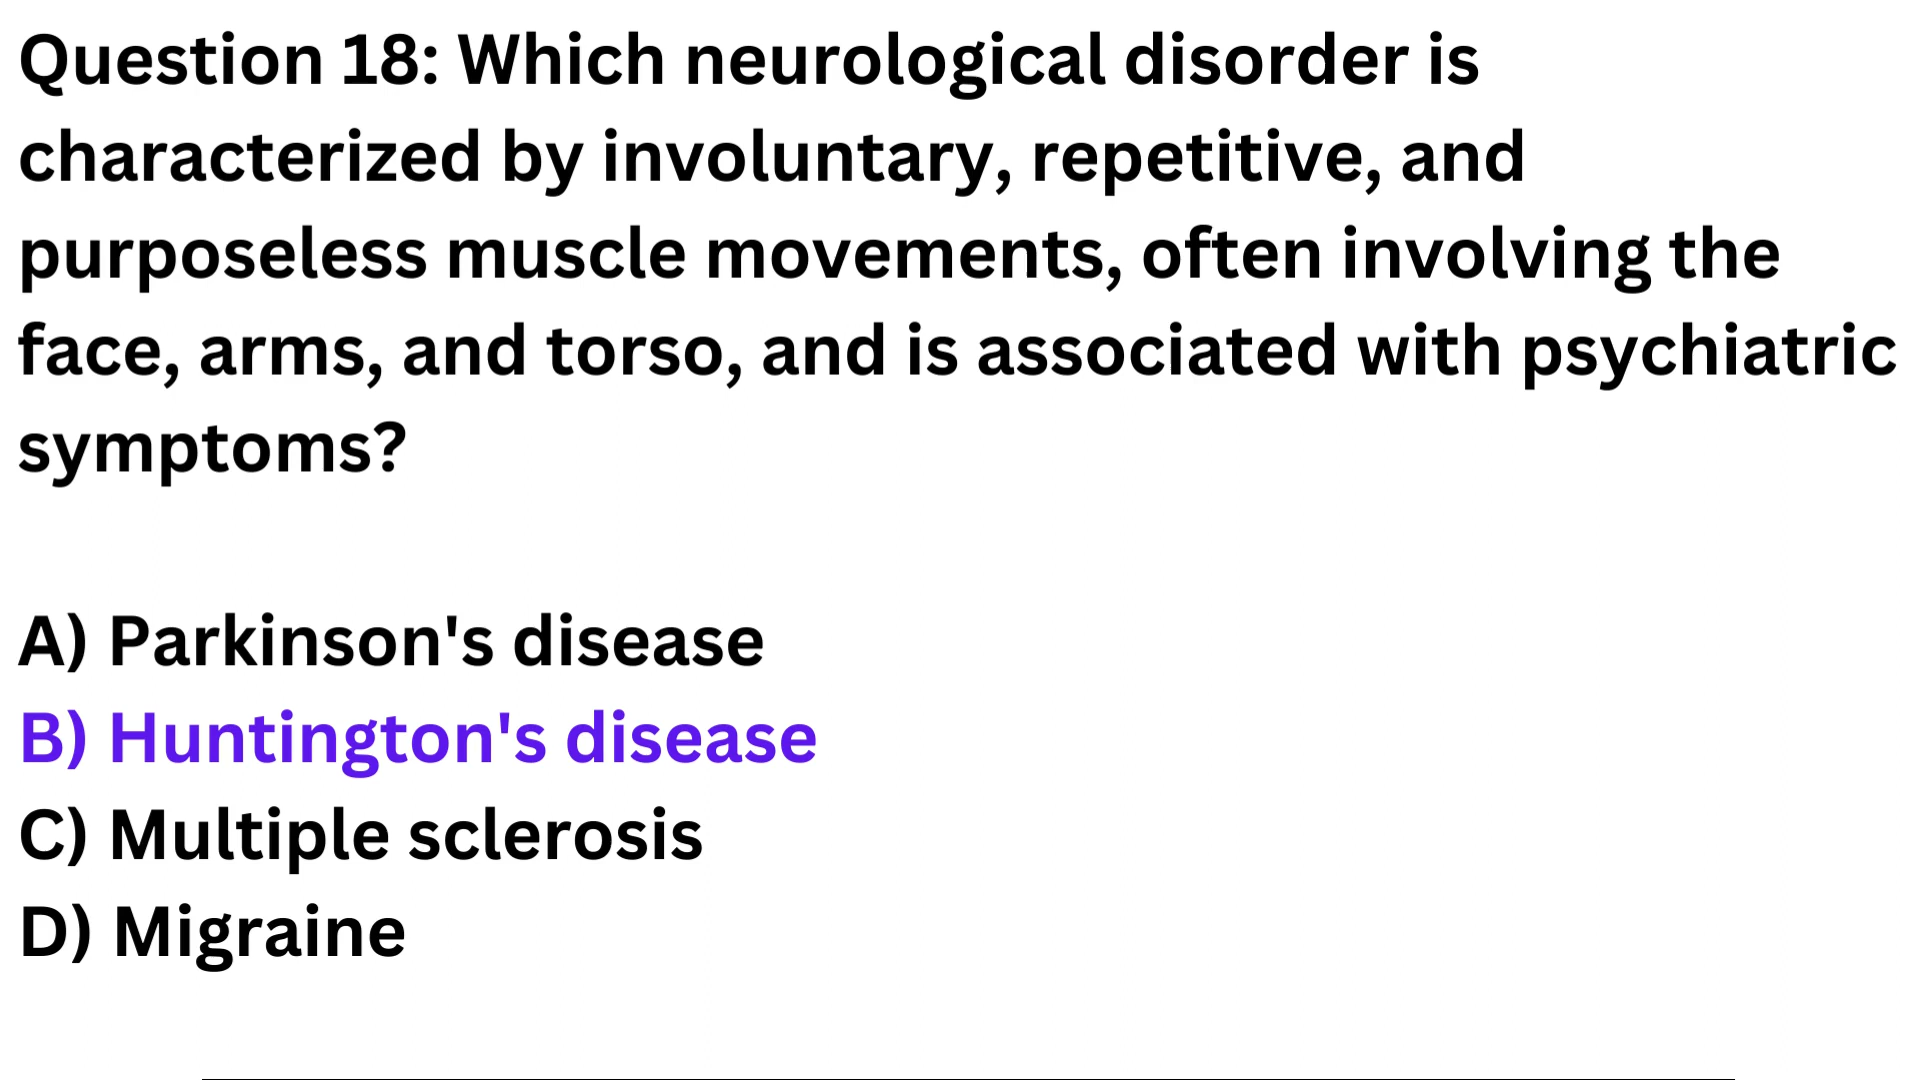 Question 18: Which neurological disorder is
characterized by involuntary, repetitive, and
purposeless muscle movements, often involving the
face, arms, and torso, and is associated with psychiatric
symptoms?
A) Parkinson's disease
B) Huntington's disease
C) Multiple sclerosis
D) Migraine